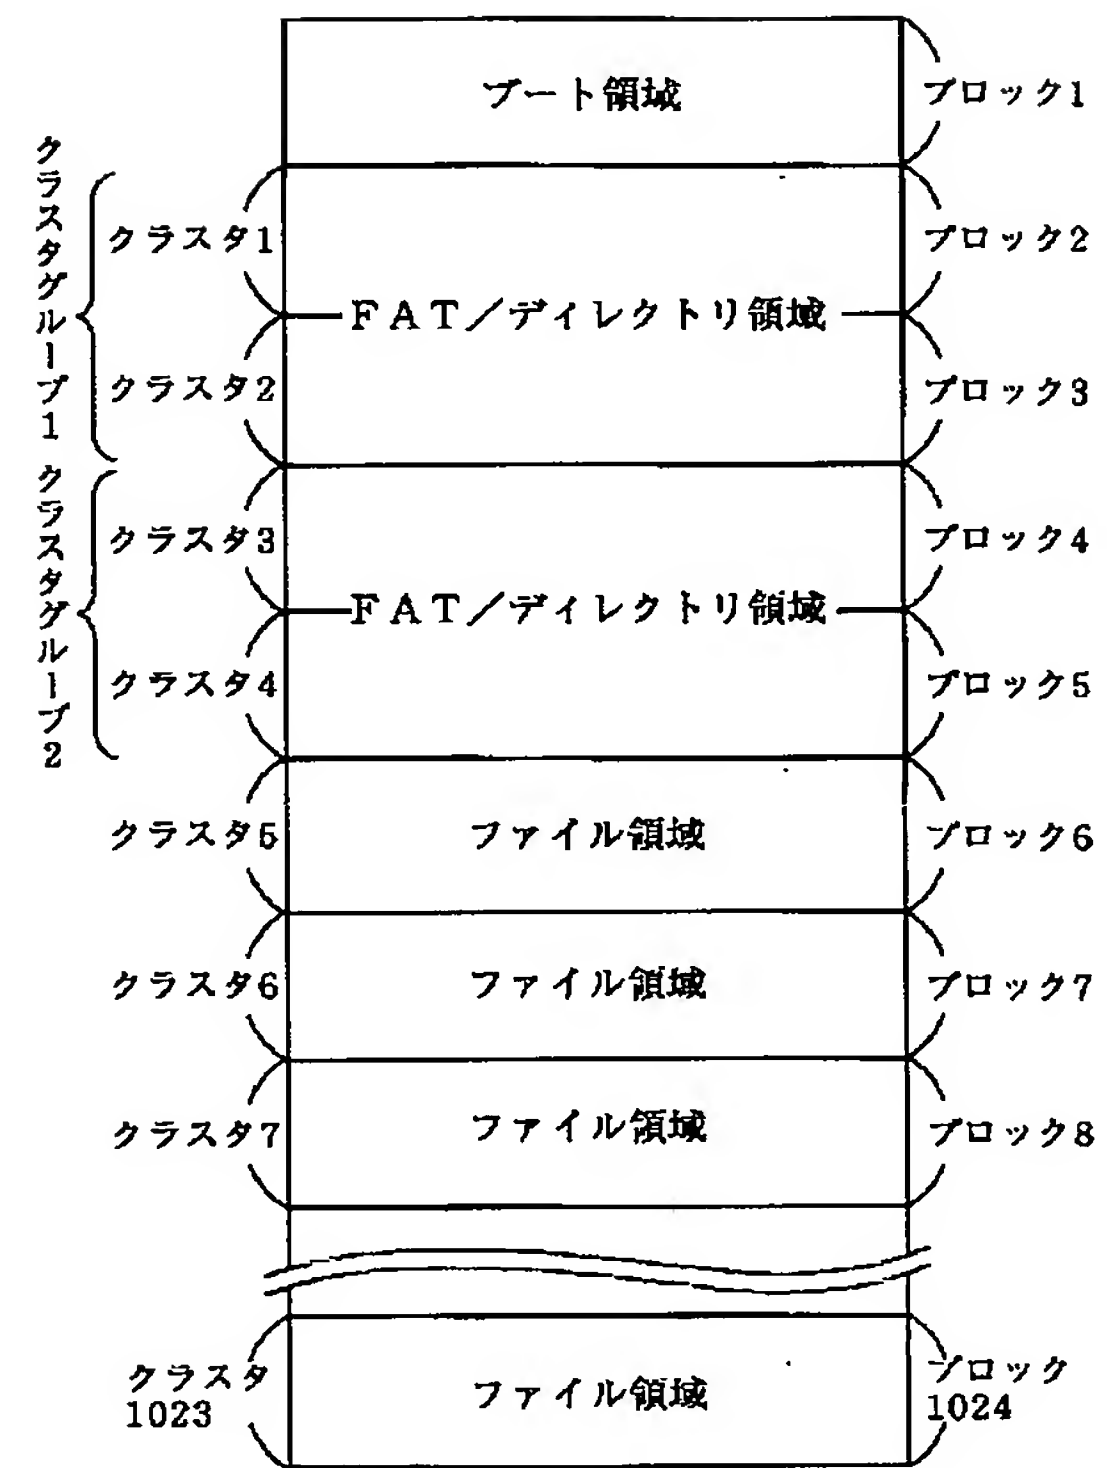 ブート領域
ブロック1
クラスタグループ1
クラスタ1
ブロック2
FAT/ディレクトリ領域
クラスタ2
ブロック3
クラスタグループ2
クラスタ3
ブロック4
FAT/ディレクトリ領域
クラスタ4
ブロック5
クラスタ5
ファイル領域
ブロック6
クラスタ6
ファイル領域
ブロック7
クラスタ7
ファイル領域
ブロック8
クラスタ
1023
ファイル領域
ブロック
1024